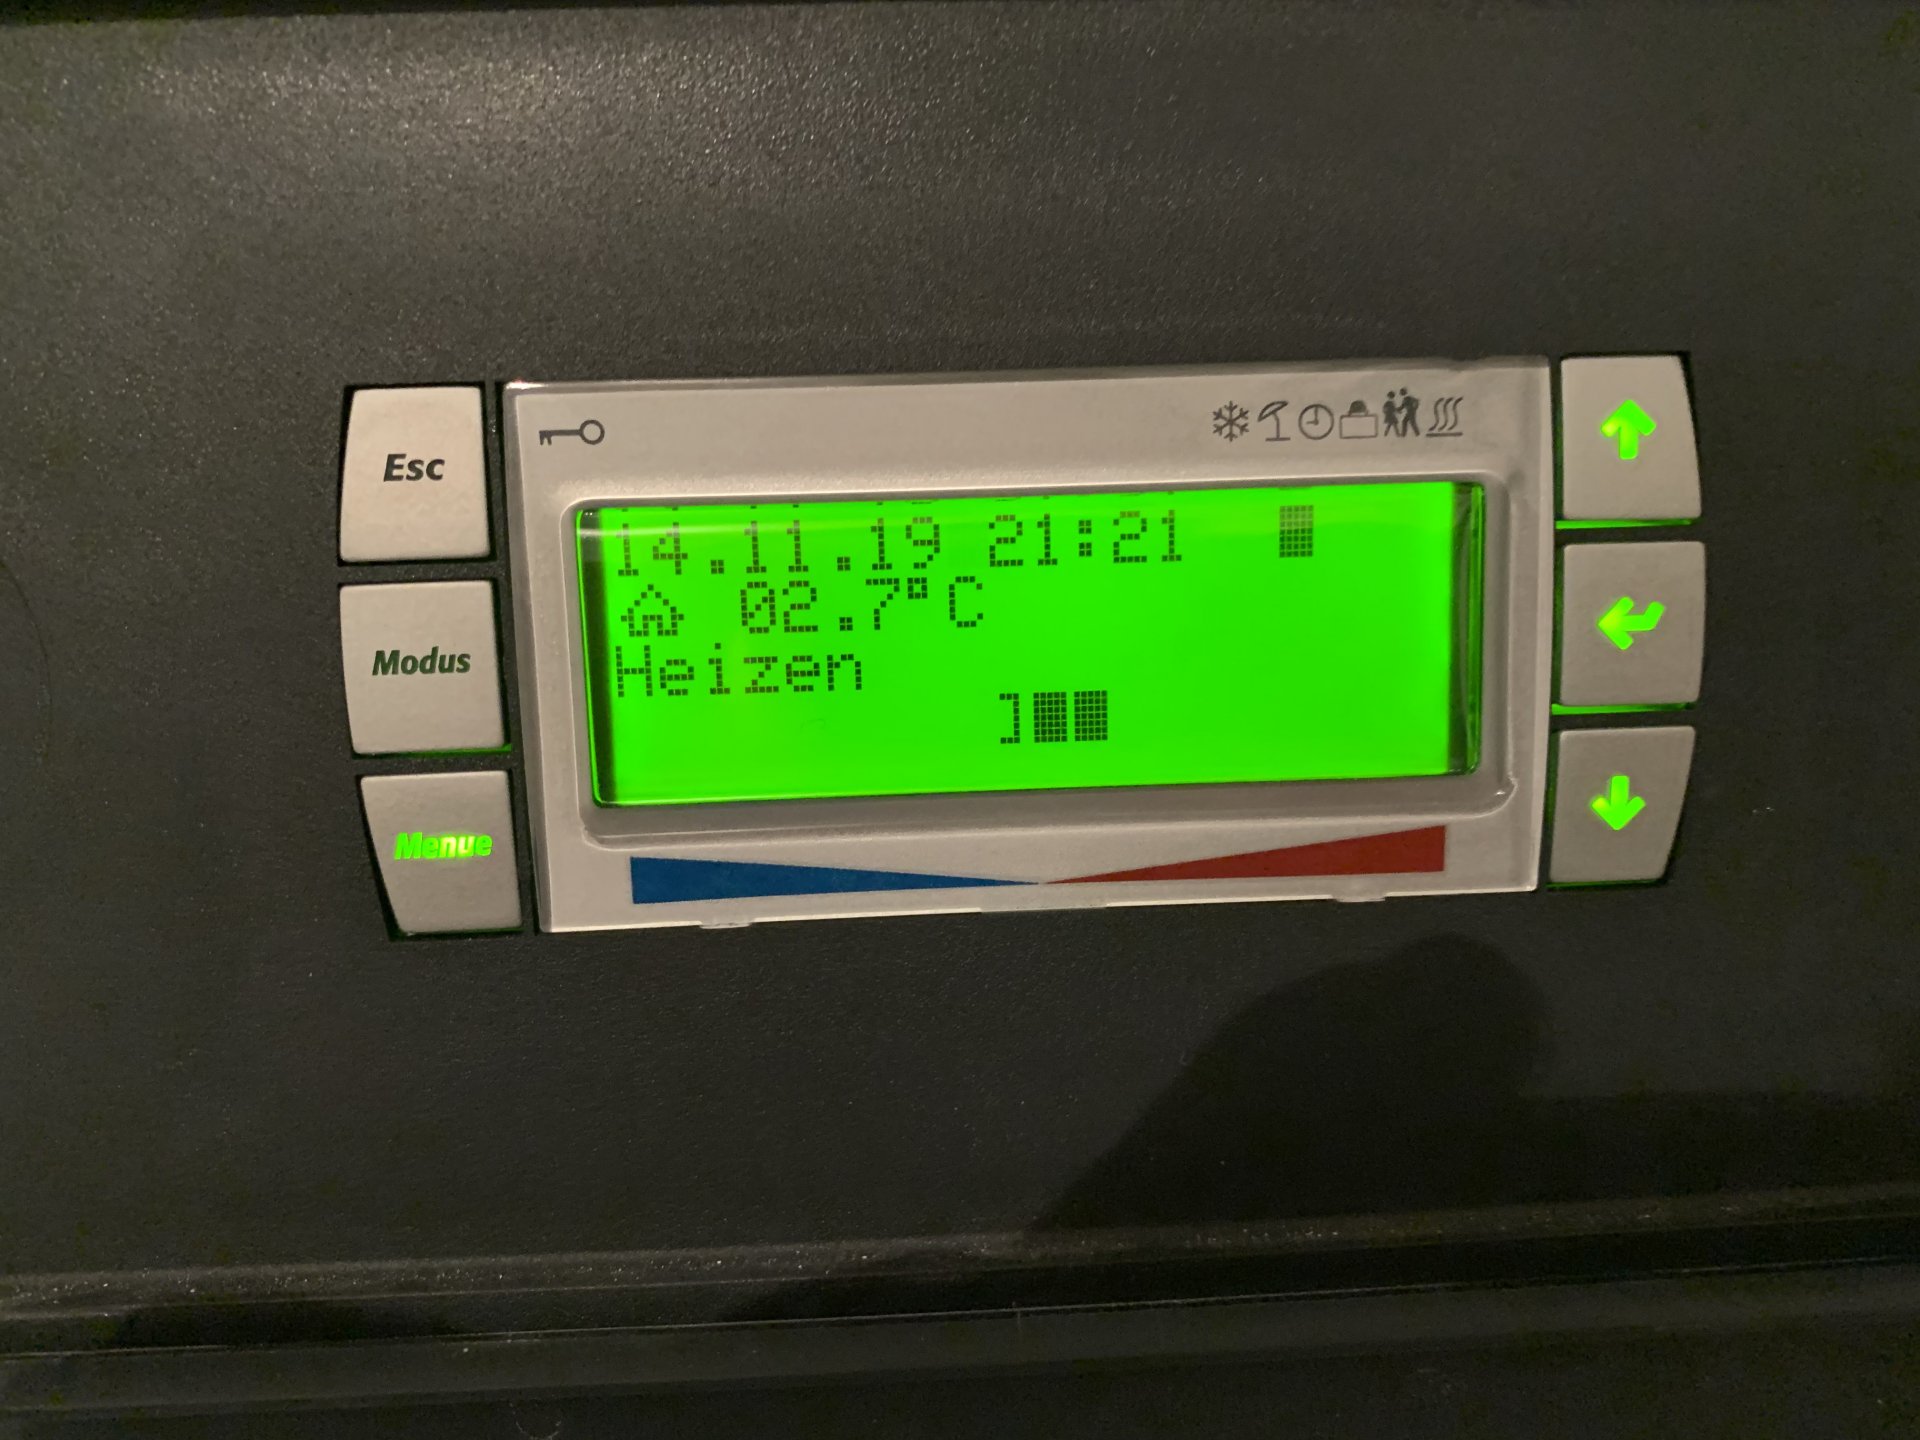 Esc
Modus
Menue
14.11.19 21:21
02.7°C
Heizen